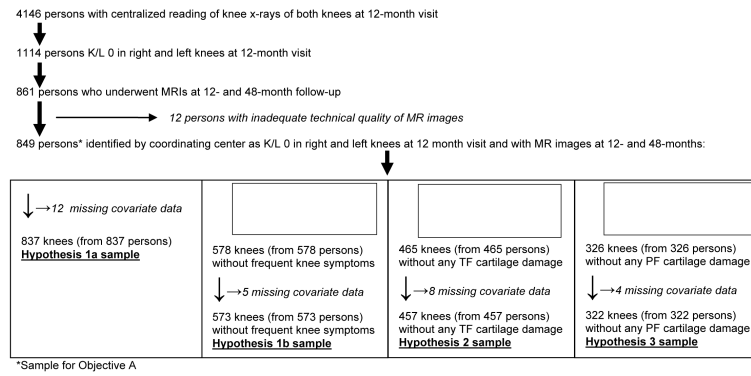 4146 persons with centralized reading of knee x-rays of both knees at 12-month visit
1114 persons K/L 0 in right and left knees at 12-month visit
861 persons who underwent MRIs at 12- and 48-month follow-up
12 persons with inadequate technical quality of MR images
849 persons* identified by coordinating center as K/L 0 in right and left knees at 12 month visit and with MR images at 12- and 48-months:
→12 missing covariate data
837 knees (from 837 persons)
Hypothesis 1a sample
578 knees (from 578 persons)
without frequent knee symptoms
→5 missing covariate data
573 knees (from 573 persons)
without frequent knee symptoms
Hypothesis 1b sample
465 knees (from 465 persons)
without any TF cartilage damage
→8 missing covariate data
457 knees (from 457 persons)
without any TF cartilage damage
Hypothesis 2 sample
326 knees (from 326 persons)
without any PF cartilage damage
→4 missing covariate data
322 knees (from 322 persons)
without any PF cartilage damage
Hypothesis 3 sample
*Sample for Objective A